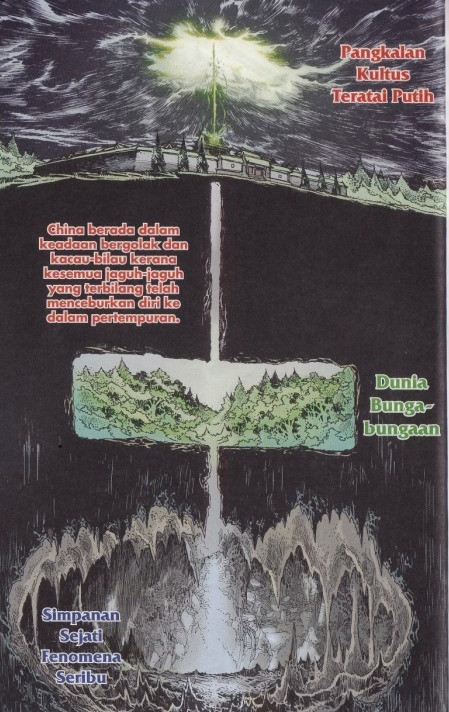 Pangkalan
Kultus
Teratai Putih
China berada dalam
keadaan bergolak dan
kacau-bilau kerana
kesemua jaguh-jaguh
yang terbilang telah
menceburkan diri ke
dalam pertempuran.
Dunia
Bunga-
bungaan
Simpanan
Sejati
Fenomena
Seribu